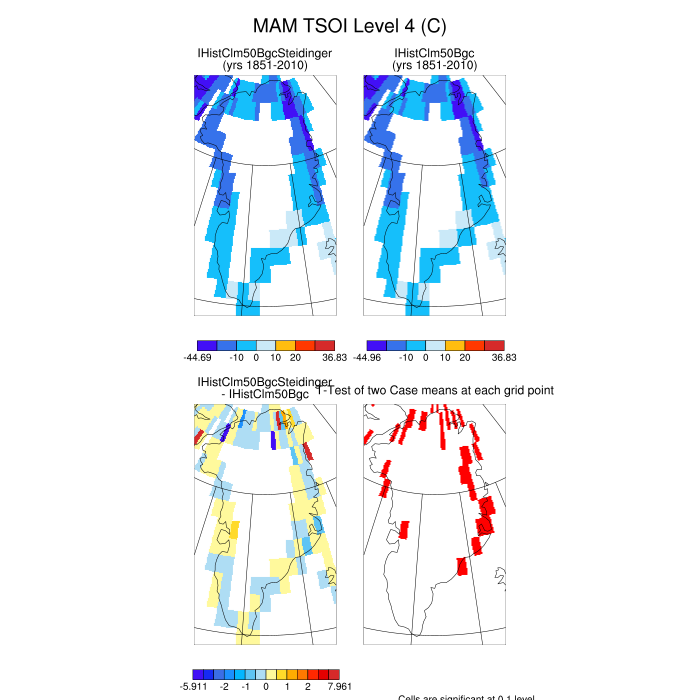 MAM TSOI Level 4 (C)
IHistClm50BgcSteidinger
(yrs 1851-2010)
IHistClm50Bgc
(yrs 1851-2010)
-44.69 -10 0 10 20 36.83
-44.96 -10 0 10 20 36.83
IHistClm50BgcSteidinger
- IHistClm50Bgc
T-Test of two Case means at each grid point
-5.911 -2 -1 0 1 2 7.961
Cells are significant at 0.1 level